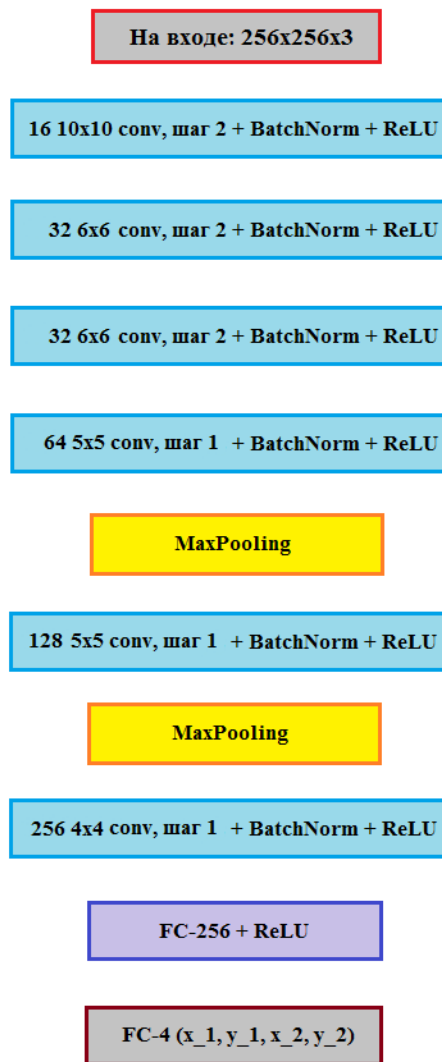 На входе: 256x256x3
16 10x10 conv, шаг 2 + BatchNorm + ReLU
32 6x6 conv, шаг 2 + BatchNorm + ReLU
32 6x6 conv, шаг 2 + BatchNorm + ReLU
64 5x5 conv, шаг 1 + BatchNorm + ReLU
MaxPooling
128 5x5 conv, шаг 1 + BatchNorm + ReLU
MaxPooling
256 4x4 conv, шаг 1 + BatchNorm + ReLU
FC-256 + ReLU
FC-4 (x_1, y_1, x_2, y_2)